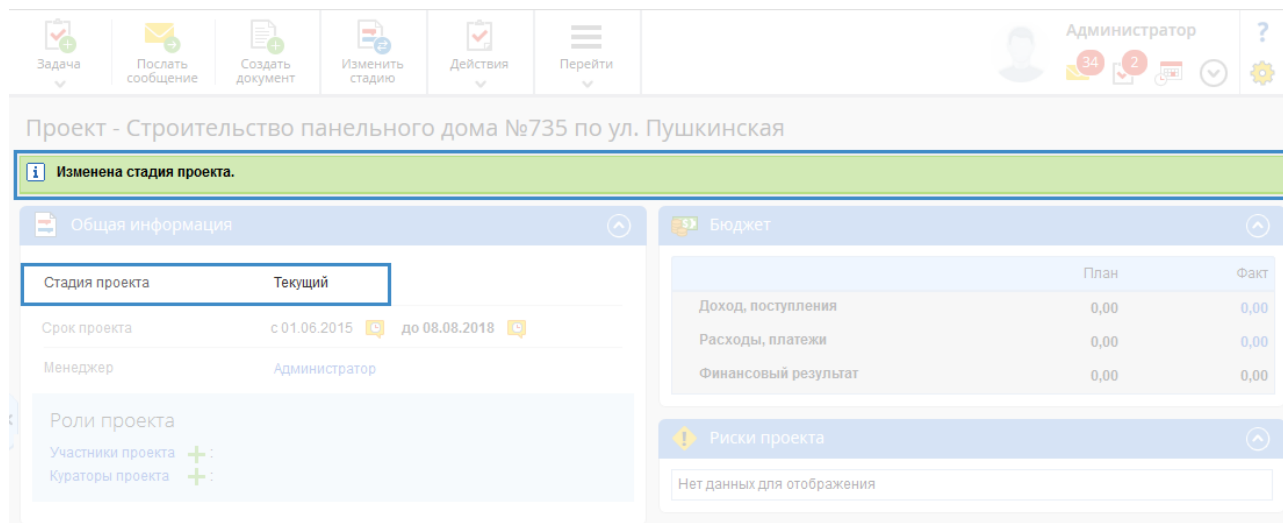 Задача
Послать
сообщение
Создать
документ
Изменить
стадию
Действия
Перейти
Администратор
34
2
?
Проект - Строительство панельного дома №735 по ул. Пушкинская
Изменена стадия проекта.
Общая информация
Стадия проекта Текущий
Срок проекта с 01.06.2015 до 08.08.2018
Менеджер Администратор
Роли проекта
Участники проекта :
Кураторы проекта :
Бюджет
План Факт
Доход, поступления 0,00 0,00
Расходы, платежи 0,00 0,00
Финансовый результат 0,00 0,00
Риски проекта
Нет данных для отображения